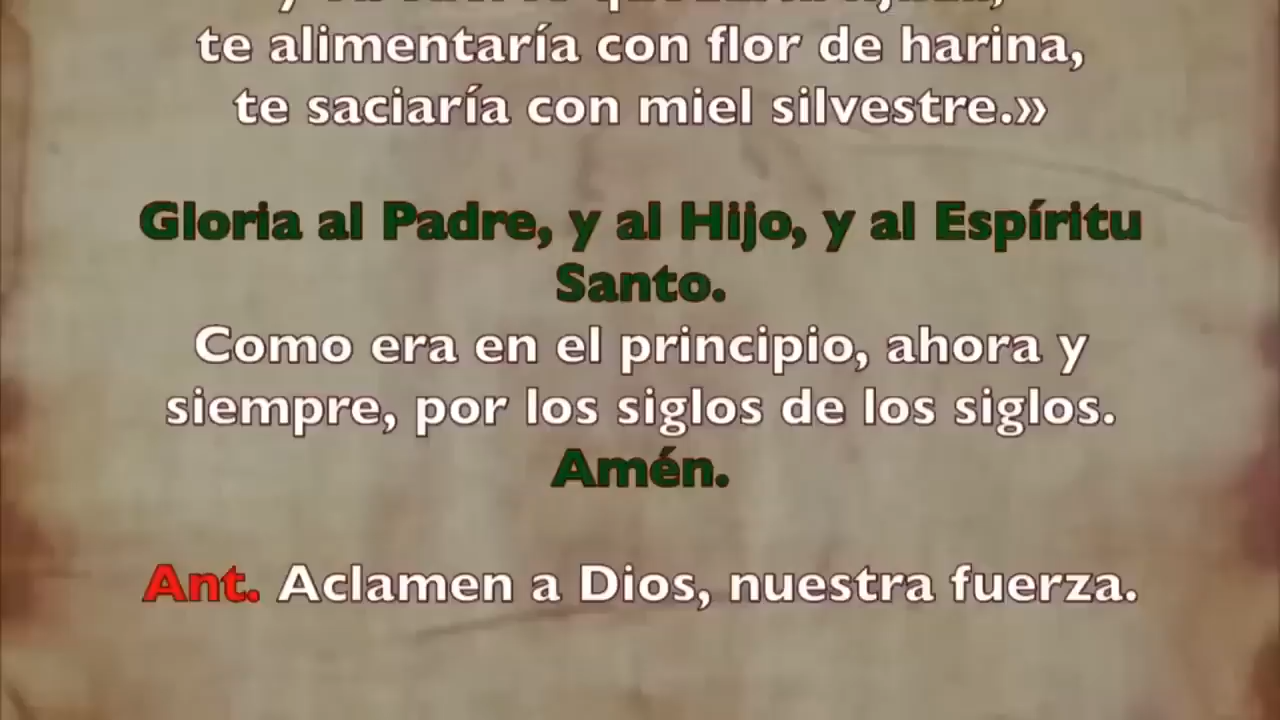 te alimentaría con flor de harina,
te saciaría con miel silvestre.»
Gloria al Padre, y al Hijo, y al Espíritu
Santo.
Como era en el principio, ahora y
siempre, por los siglos de los siglos.
Amén.
Ant. Aclamen a Dios, nuestra fuerza.